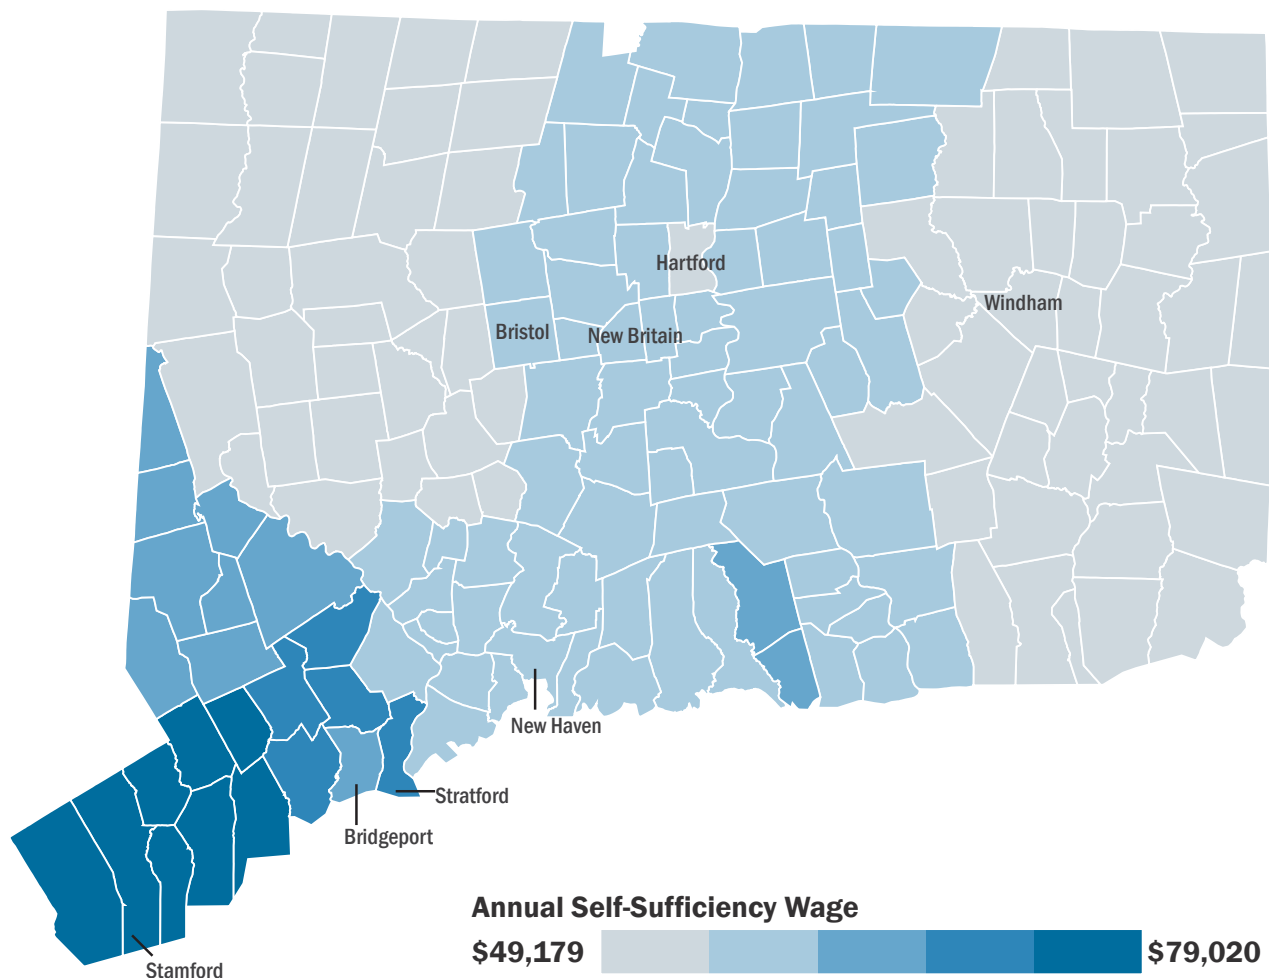 Hartford
Windham
Bristol
New Britain
New Haven
Stratford
Bridgeport
Stamford
Annual Self-Sufficiency Wage
$49,179 $79,020